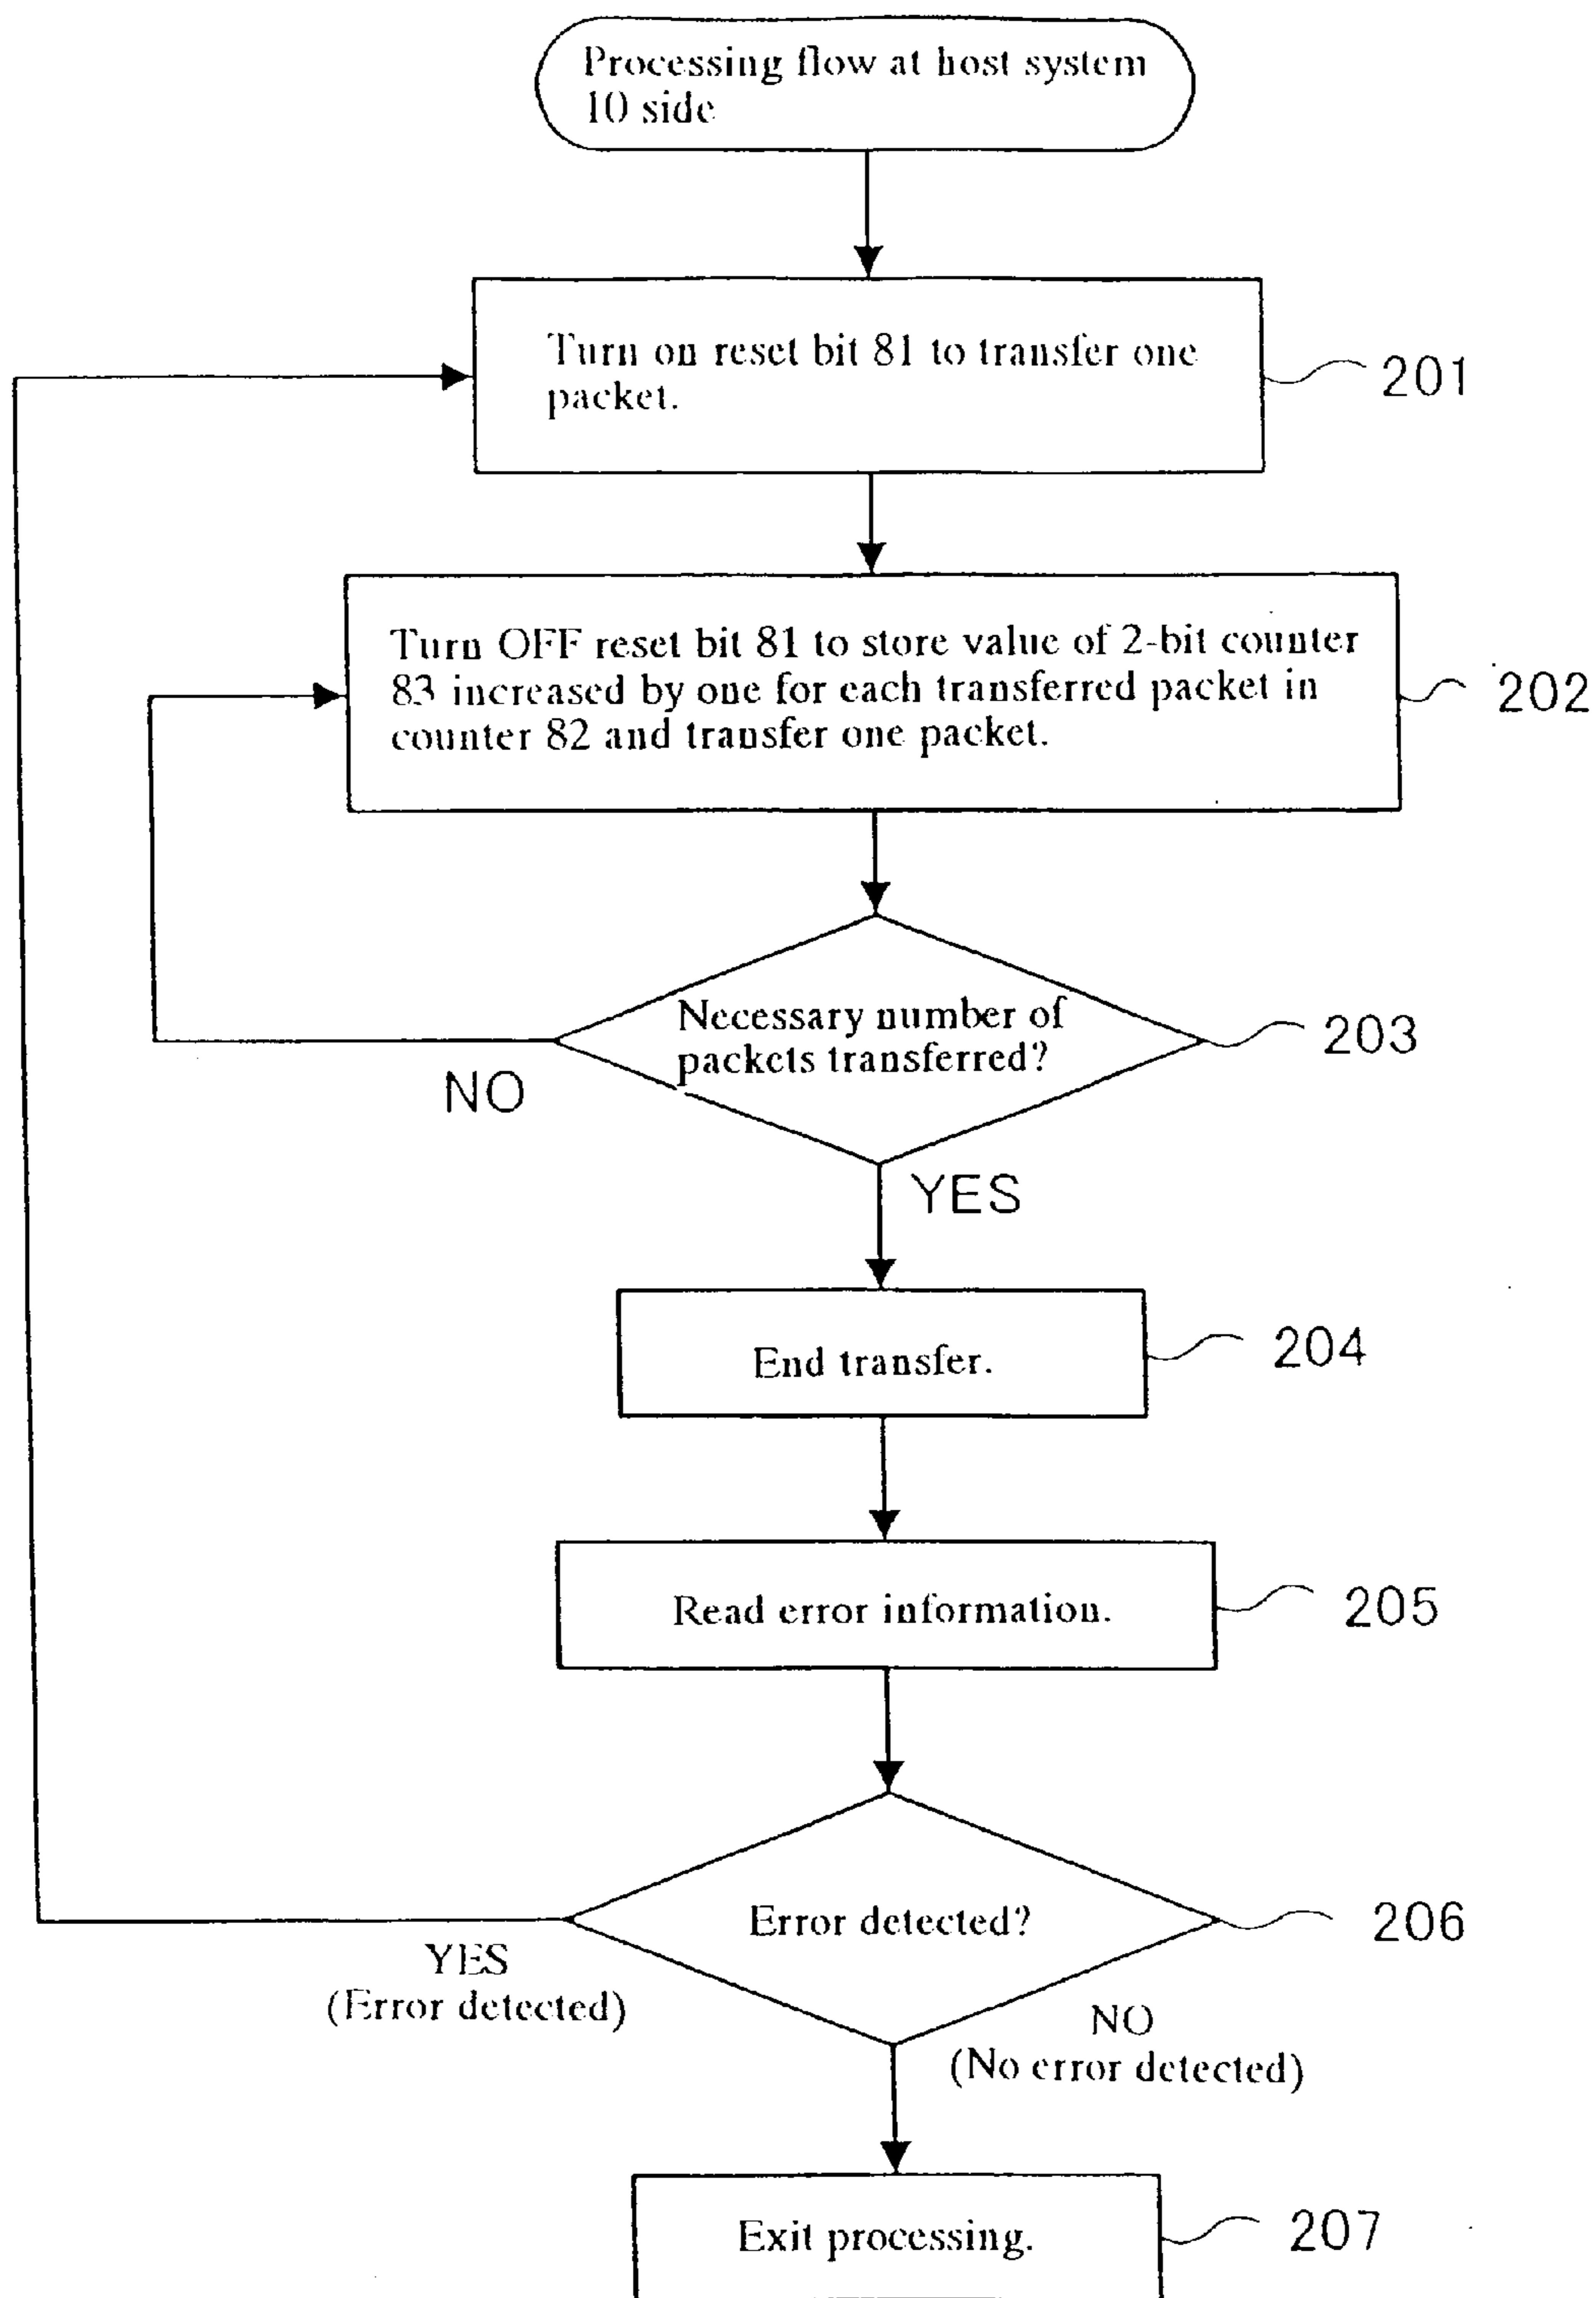 Processing flow at host system
10 side
Turn on reset bit 81 to transfer one
packet.
201
Turn OFF reset bit 81 to store value of 2-bit counter
83 increased by one for each transferred packet in
counter 82 and transfer one packet.
202
Necessary number of
packets transferred?
203
NO
YES
End transfer.
204
Read error information.
205
Error detected?
206
YES
(Error detected)
NO
(No error detected)
Exit processing.
207